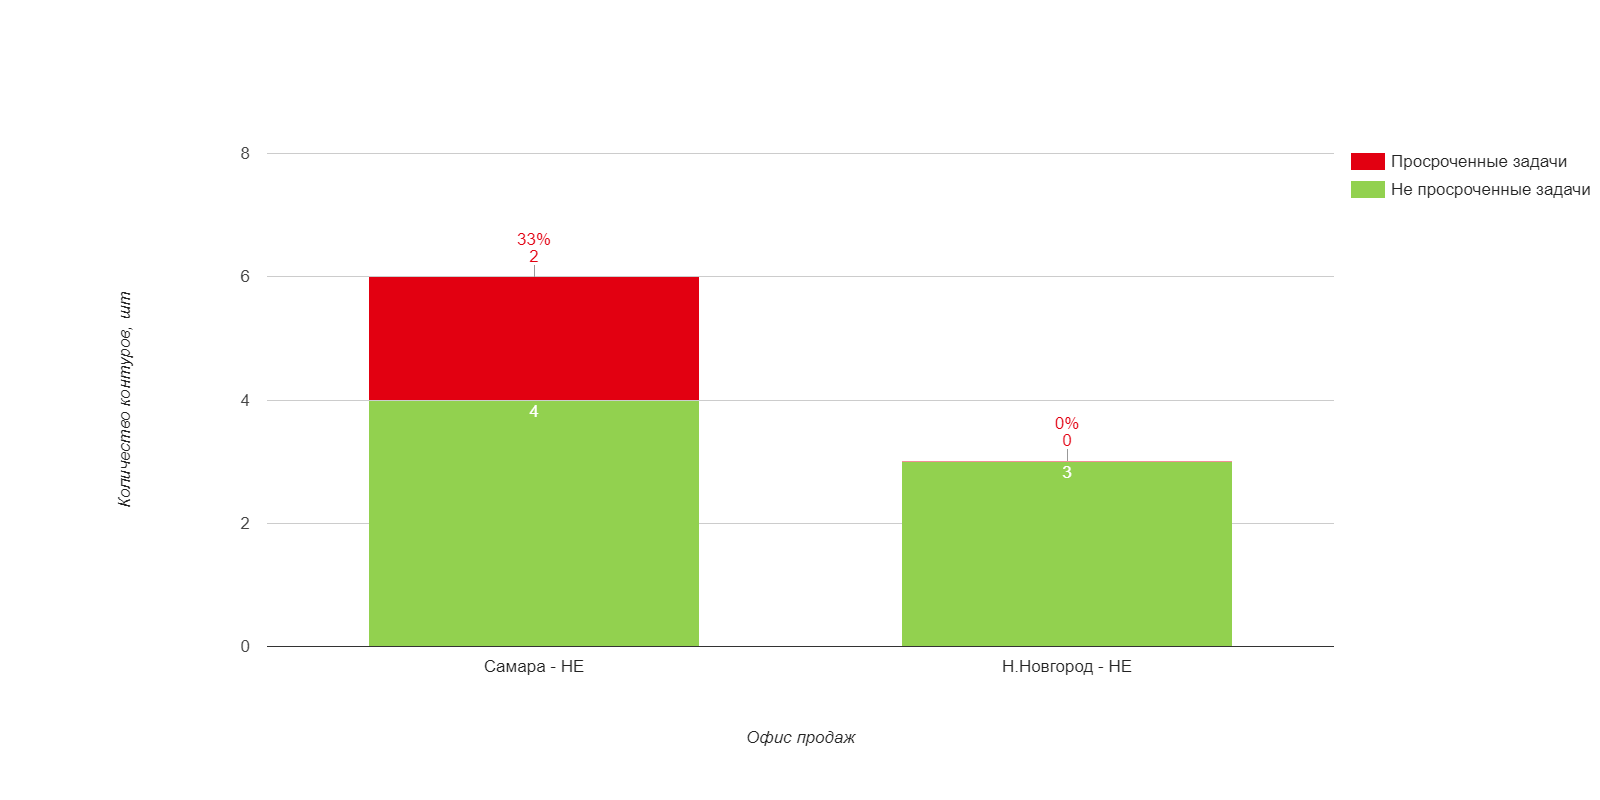 8
Просроченные задачи
Не просроченные задачи
33%
2
6
Количество контуров, шт
4
4
0%
0
3
2
0
Самара - НЕ
Н.Новгород - НЕ
Офис продаж